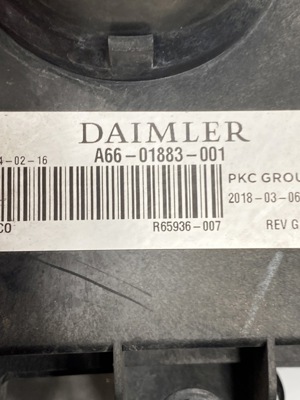 DAIMLER
4-02-16 A66-01883-001
PKC GROU
2018-03-06
CO R65936-007 REV G